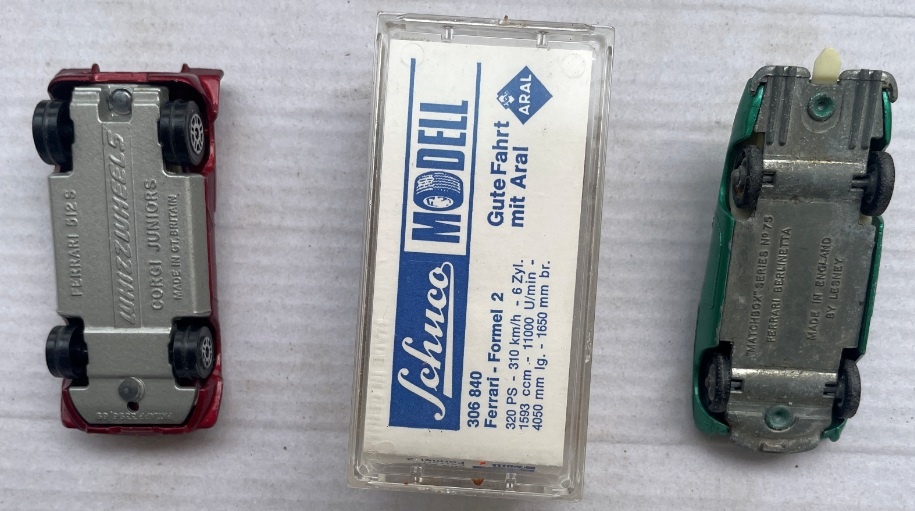 FERRARI 512 S
WHIZZWHEELS
CORGI JUNIORS
MADE IN GT. BRITAIN
Schuco MODELL
Gute Fahrt
mit Aral
ARAL
306 840
Ferrari - Formel 2
320 PS - 310 km/h - 6 Zyl.
1593 ccm - 11000 U/min -
4050 mm lg. - 1650 mm br.
"MATCHBOX" SERIES No 75
FERRARI BERLINETTA
MADE IN ENGLAND
BY LESNEY